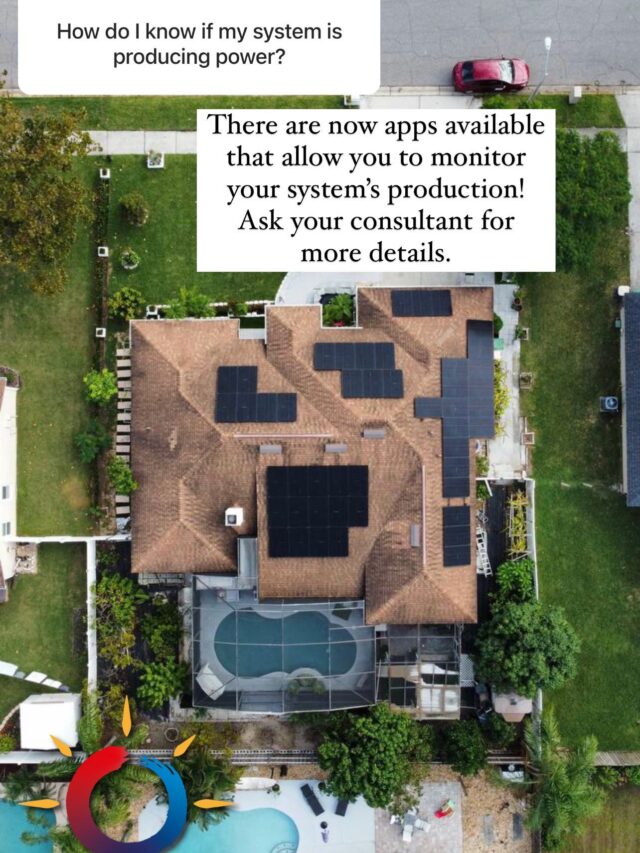 How do I know if my system is
producing power?
There are now apps available
that allow you to monitor
your system’s production!
Ask your consultant for
more details.